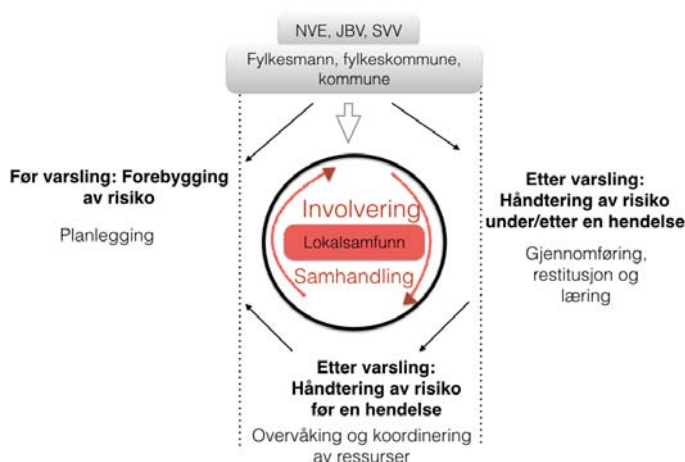 NVE, JBV, SVV
Fylkesmann, fylkeskommune,
kommune
Før varsling: Forebygging
av risiko
Planlegging
Involvering
Lokalsamfunn
Samhandling
Etter varsling:
Håndtering av risiko
under/etter en hendelse
Gjennomføring,
restitusjon og
læring
Etter varsling:
Håndtering av risiko
før en hendelse
Overvåking og koordinering
av ressurser